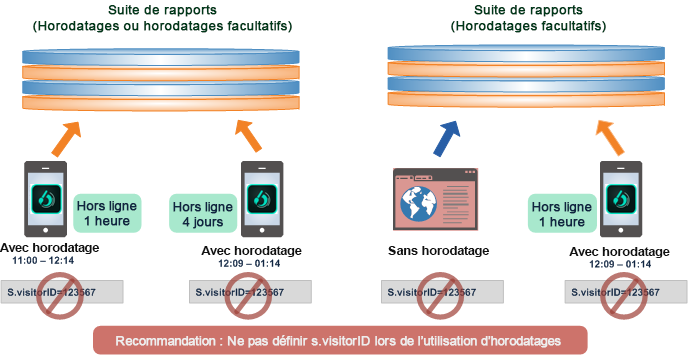 Suite de rapports
(Horodatages ou horodatages facultatifs)
Hors ligne
1 heure
Hors ligne
4 jours
Avec horodatage
11:00 – 12:14
Avec horodatage
12:09 – 01:14
S.visitorID=123567
S.visitorID=123567
Suite de rapports
(Horodatages facultatifs)
Hors ligne
1 heure
Sans horodatage
Avec horodatage
12:09 – 01:14
S.visitorID=123567
S.visitorID=123567
Recommandation : Ne pas définir s.visitorID lors de l'utilisation d'horodatages